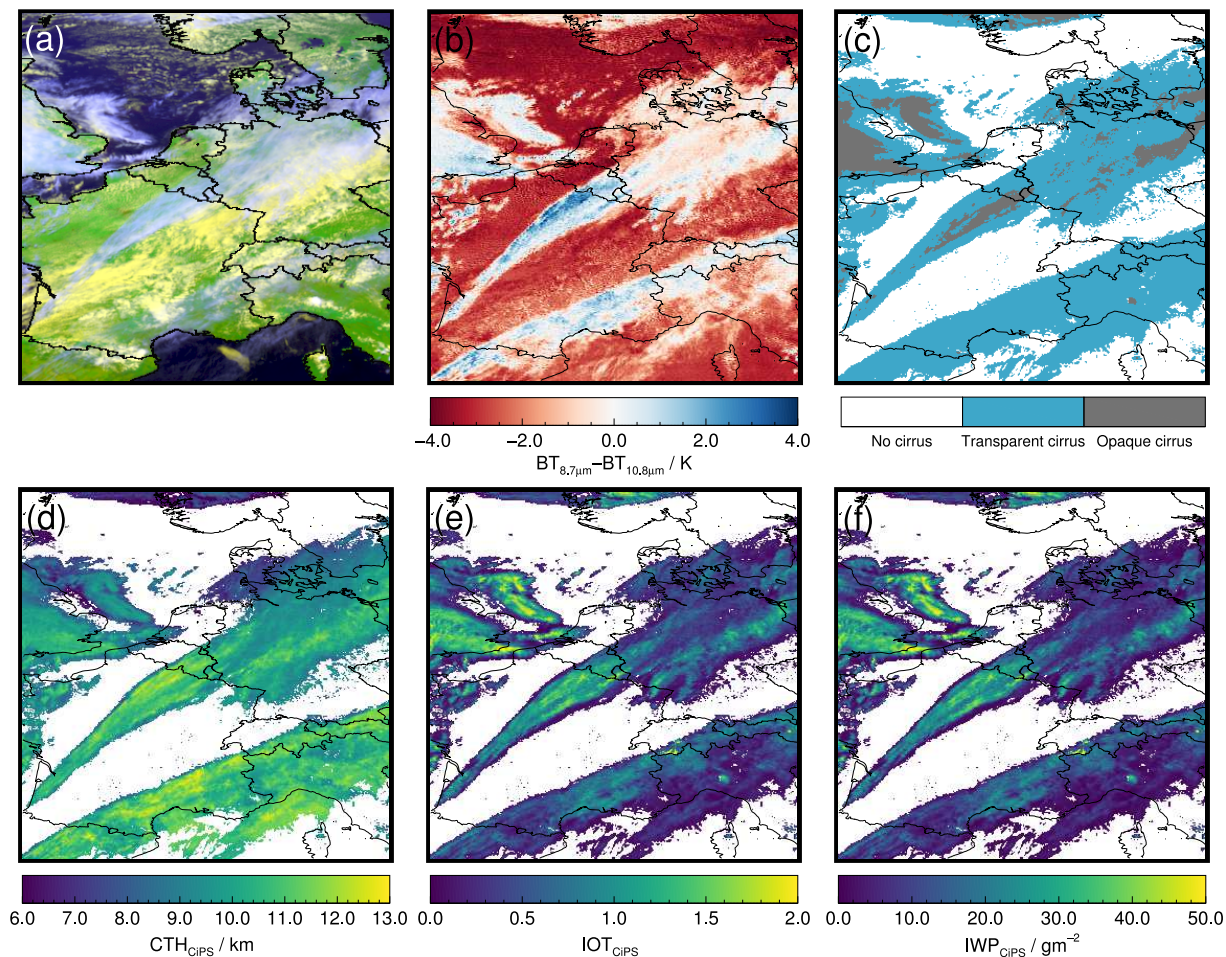 (a)
(b)
(c)
−4.0 −2.0 0.0 2.0 4.0
BT8.7μm−BT10.8μm / K
No cirrus Transparent cirrus Opaque cirrus
(d)
(e)
(f)
6.0 7.0 8.0 9.0 10.0 11.0 12.0 13.0
CTHCiPS / km
0.0 0.5 1.0 1.5 2.0
IOTCiPS
0.0 10.0 20.0 30.0 40.0 50.0
IWPCiPS / gm−2